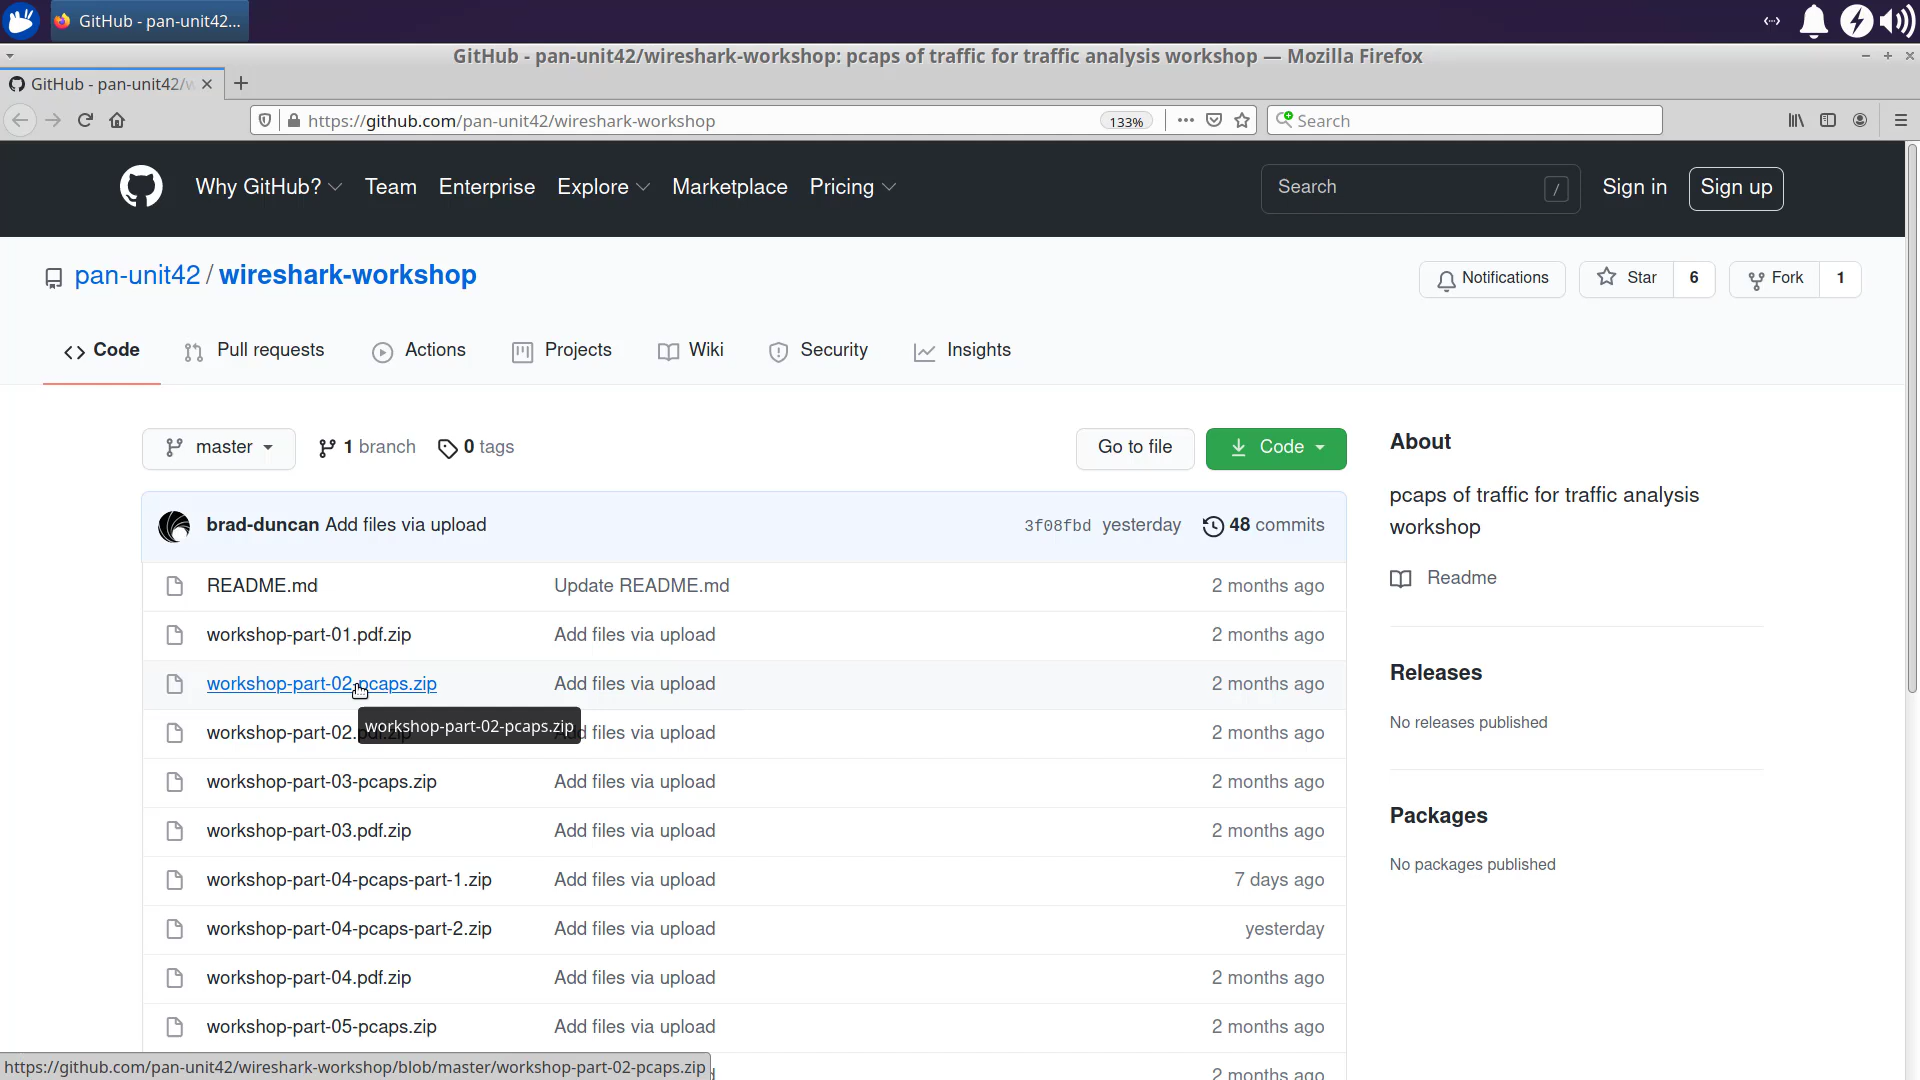 GitHub - pan-unit42...
GitHub - pan-unit42/wireshark-workshop: pcaps of traffic for traffic analysis workshop — Mozilla Firefox
GitHub - pan-unit42/w
https://github.com/pan-unit42/wireshark-workshop
133%
Search
Why GitHub?
Team
Enterprise
Explore
Marketplace
Pricing
Search
/
Sign in
Sign up
pan-unit42 / wireshark-workshop
Notifications
Star
6
Fork
1
Code
Pull requests
Actions
Projects
Wiki
Security
Insights
master
1 branch
0 tags
Go to file
Code
About
pcaps of traffic for traffic analysis
workshop
Readme
Releases
No releases published
Packages
No packages published
brad-duncan Add files via upload
3f08fbd yesterday
48 commits
README.md Update README.md 2 months ago
workshop-part-01.pdf.zip Add files via upload 2 months ago
workshop-part-02-pcaps.zip Add files via upload 2 months ago
workshop-part-02-pcaps.zip
workshop-part-02.pdf.zip Add files via upload 2 months ago
workshop-part-03-pcaps.zip Add files via upload 2 months ago
workshop-part-03.pdf.zip Add files via upload 2 months ago
workshop-part-04-pcaps-part-1.zip Add files via upload 7 days ago
workshop-part-04-pcaps-part-2.zip Add files via upload yesterday
workshop-part-04.pdf.zip Add files via upload 2 months ago
workshop-part-05-pcaps.zip Add files via upload 2 months ago
2 months ago
https://github.com/pan-unit42/wireshark-workshop/blob/master/workshop-part-02-pcaps.zip